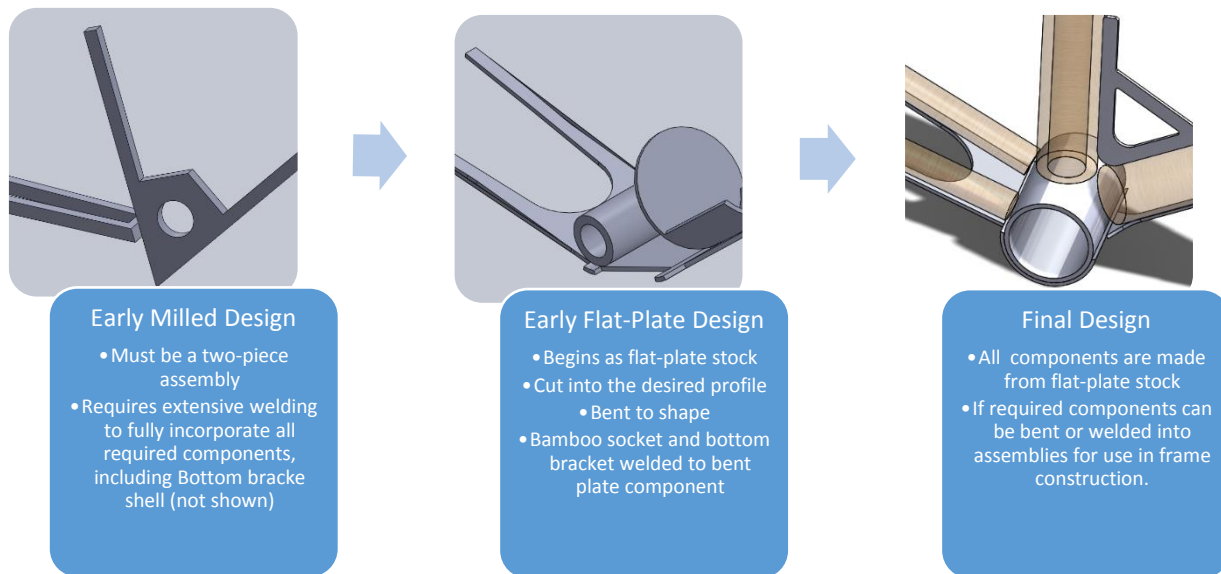 Early Milled Design
•Must be a two-piece
assembly
•Requires extensive welding
to fully incorporate all
required components,
including Bottom bracke
shell (not shown)
Early Flat-Plate Design
•Begins as flat-plate stock
•Cut into the desired profile
•Bent to shape
•Bamboo socket and bottom
bracket welded to bent
plate component
Final Design
•All components are made
from flat-plate stock
•If required components can
be bent or welded into
assemblies for use in frame
construction.